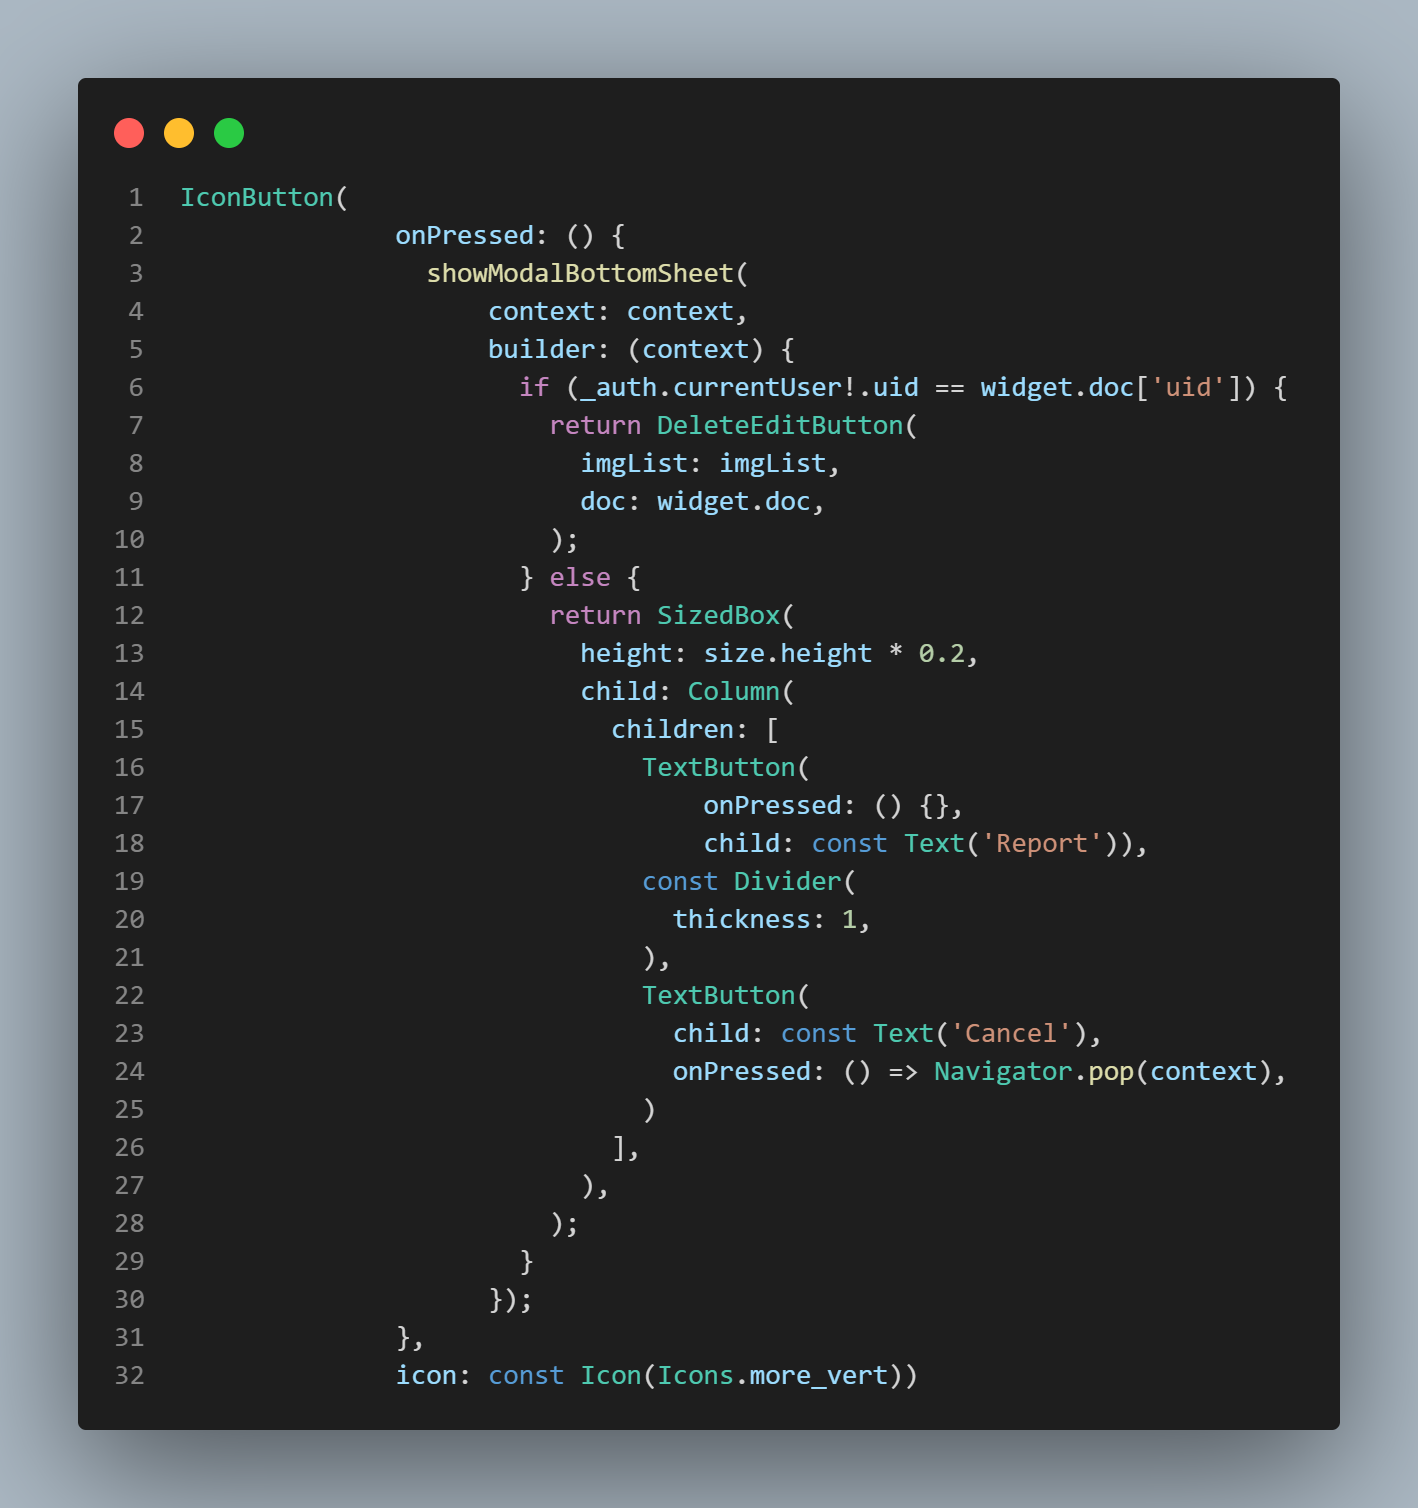 1 IconButton(
2 onPressed: () {
3 showModalBottomSheet(
4 context: context,
5 builder: (context) {
6 if (_auth.currentUser!.uid == widget.doc['uid']) {
7 return DeleteEditButton(
8 imgList: imgList,
9 doc: widget.doc,
10 );
11 } else {
12 return SizedBox(
13 height: size.height * 0.2,
14 child: Column(
15 children: [
16 TextButton(
17 onPressed: () {},
18 child: const Text('Report')),
19 const Divider(
20 thickness: 1,
21 ),
22 TextButton(
23 child: const Text('Cancel'),
24 onPressed: () => Navigator.pop(context),
25 )
26 ],
27 ),
28 );
29 }
30 });
31 },
32 icon: const Icon(Icons.more_vert))